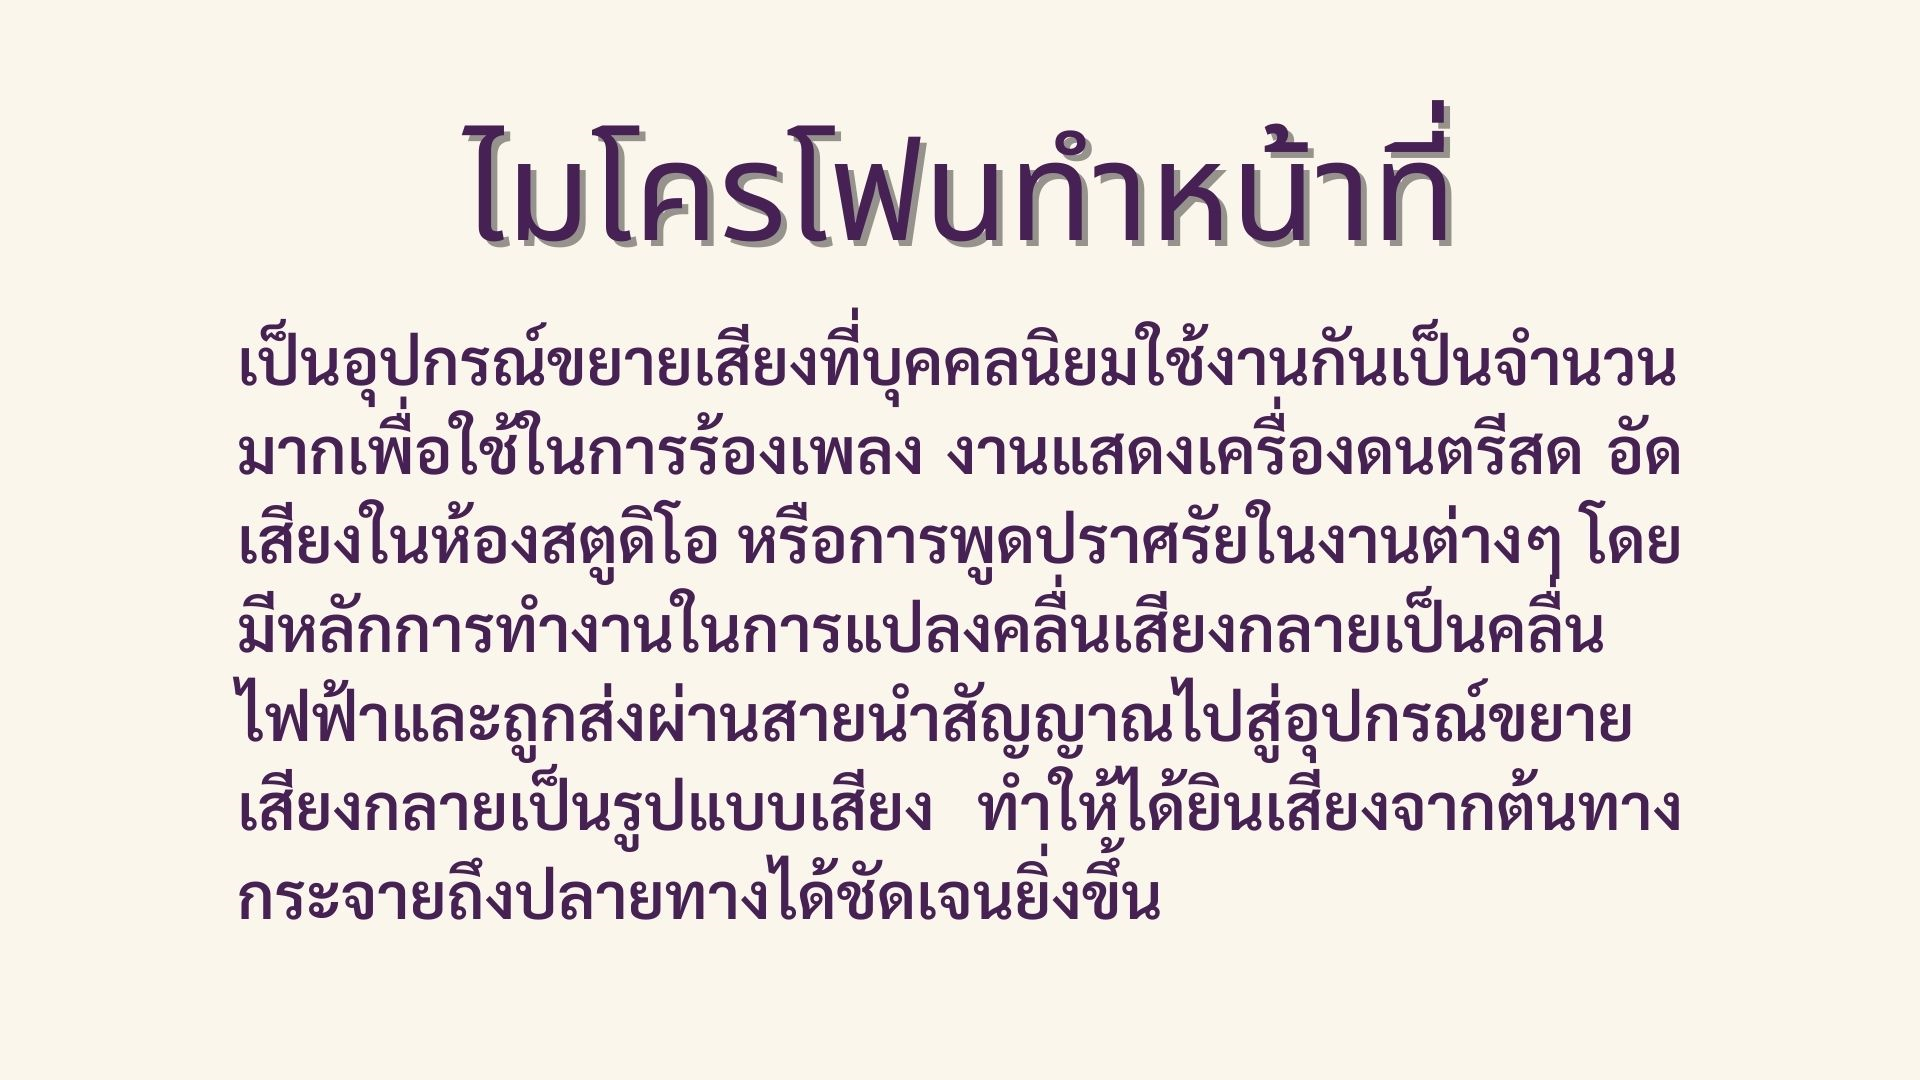 ไมโครโฟนทำหน้าที่
เป็นอุปกรณ์ขยายเสียงที่บุคคลนิยมใช้งานกันเป็นจำนวน
มากเพื่อใช้ในการร้องเพลง งานแสดงเครื่องดนตรีสด อัด
เสียงในห้องสตูดิโอ หรือการพูดปราศรัยในงานต่างๆ โดย
มีหลักการทำงานในการแปลงคลื่นเสียงกลายเป็นคลื่น
ไฟฟ้าและถูกส่งผ่านสายนำสัญญาณไปสู่อุปกรณ์ขยาย
เสียงกลายเป็นรูปแบบเสียง ทำให้ได้ยินเสียงจากต้นทาง
กระจายถึงปลายทางได้ชัดเจนยิ่งขึ้น